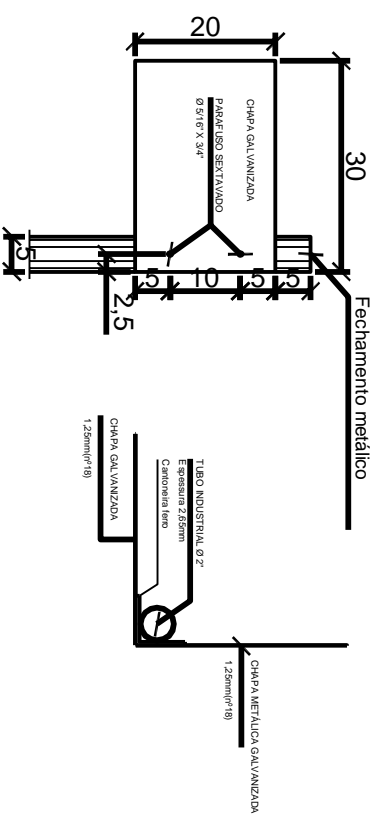 20
30
CHAPA GALVANIZADA
PARAFUSO SEXTAVADO
Ø 5/16" X 3/4"
Fechamento metálico
5
5
10
5
5
2,5
TUBO INDUSTRIAL Ø 2"
Espessura 2,65mm
Cantoneira ferro
CHAPA GALVANIZADA
1,25mm(nº18)
CHAPA METÁLICA GALVANIZADA
1,25mm(nº18)